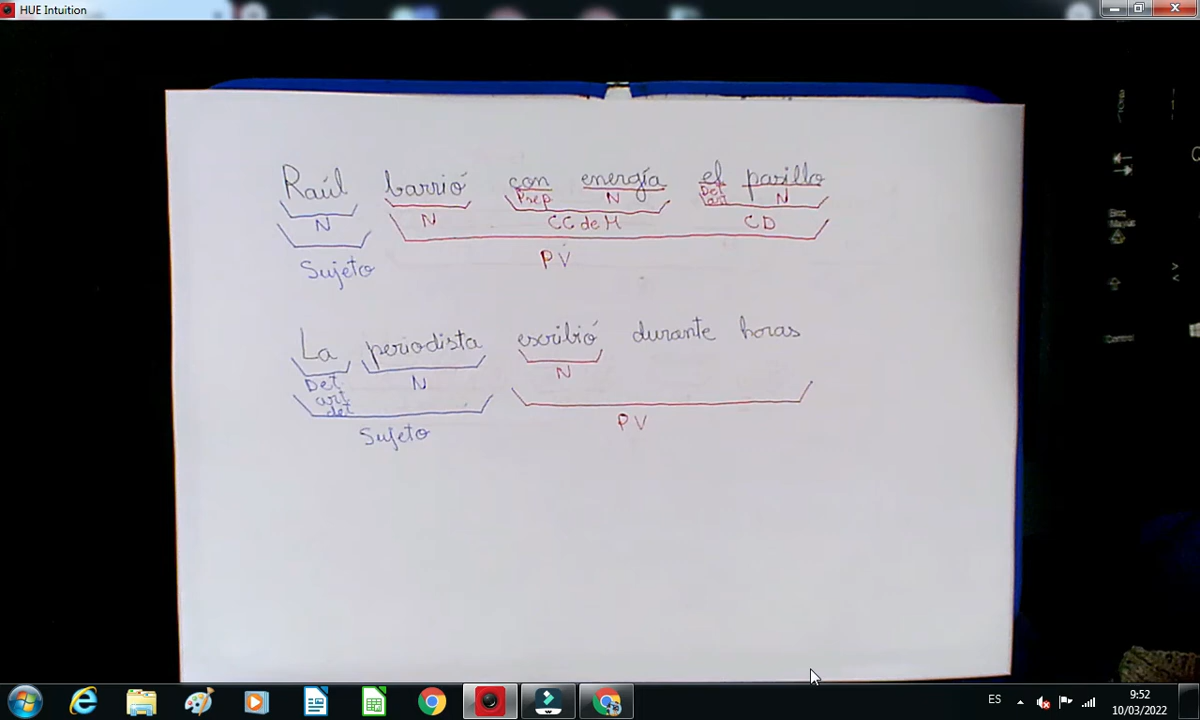 HUE Intuition
Raúl barrió con energía el pasillo
Prep N Det art N
N N CC de M CD
Sujeto PV
La periodista escribió durante horas
Det art det N N
Sujeto PV
ES 9:52
10/03/2022